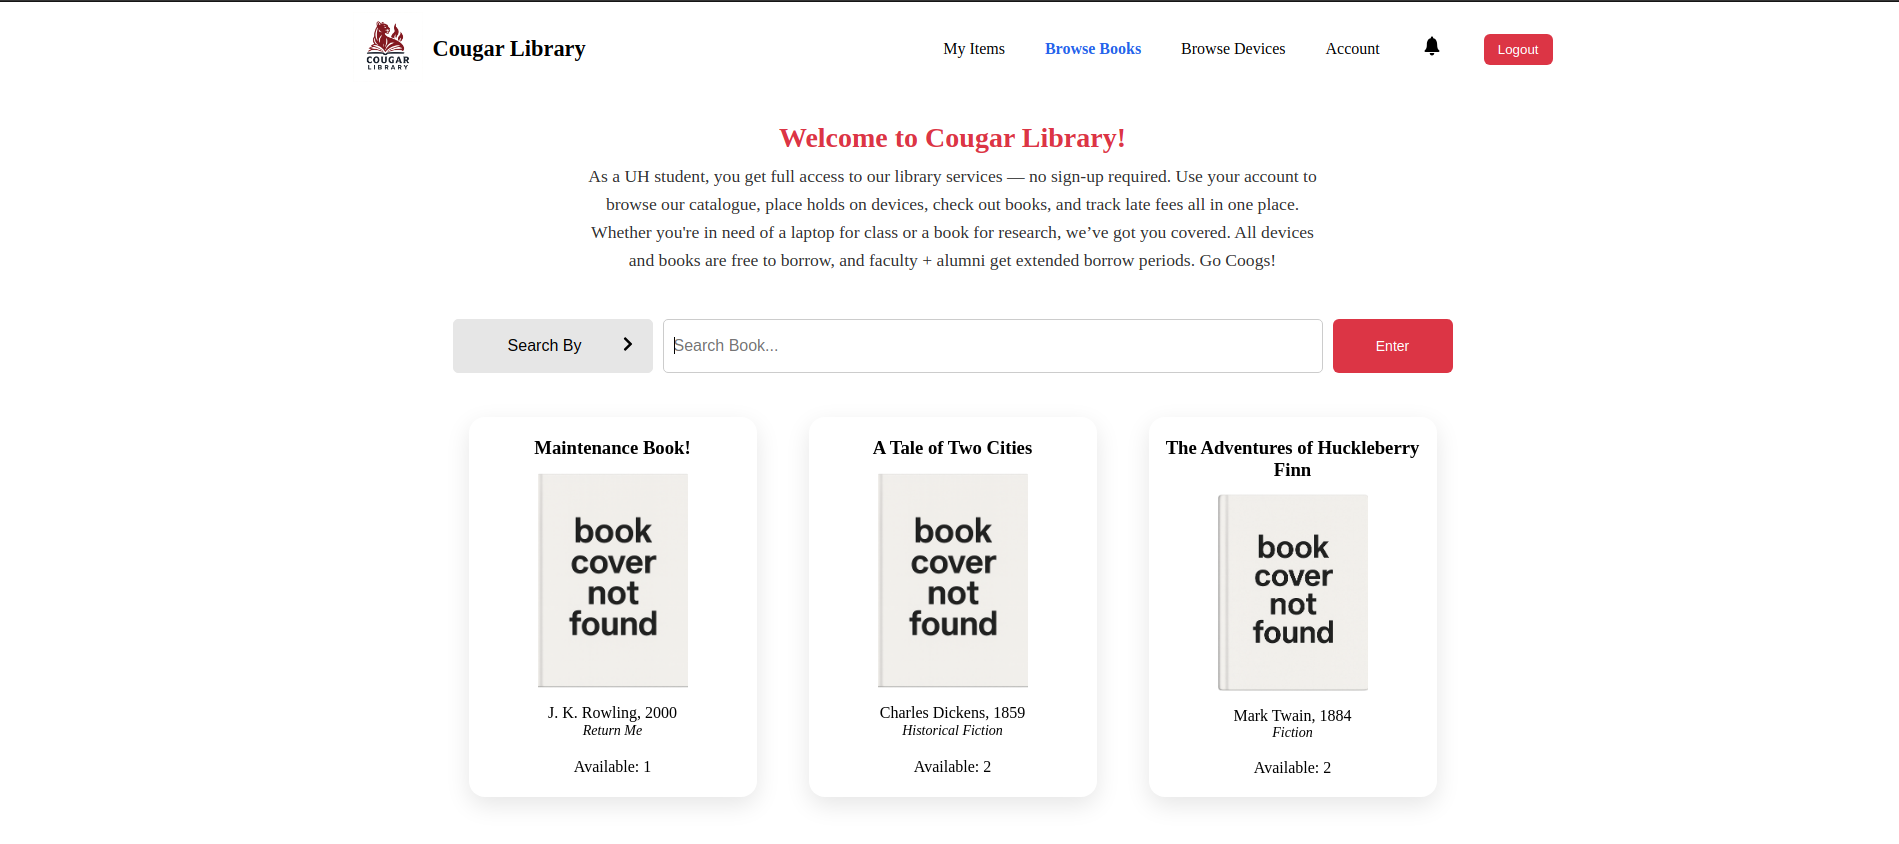 COUGAR
LIBRARY
Cougar Library
My Items
Browse Books
Browse Devices
Account
Logout
Welcome to Cougar Library!
As a UH student, you get full access to our library services — no sign-up required. Use your account to
browse our catalogue, place holds on devices, check out books, and track late fees all in one place.
Whether you're in need of a laptop for class or a book for research, we’ve got you covered. All devices
and books are free to borrow, and faculty + alumni get extended borrow periods. Go Coogs!
Search By
Search Book...
Enter
Maintenance Book!
book
cover
not
found
J. K. Rowling, 2000
Return Me
Available: 1
A Tale of Two Cities
book
cover
not
found
Charles Dickens, 1859
Historical Fiction
Available: 2
The Adventures of Huckleberry
Finn
book
cover
not
found
Mark Twain, 1884
Fiction
Available: 2